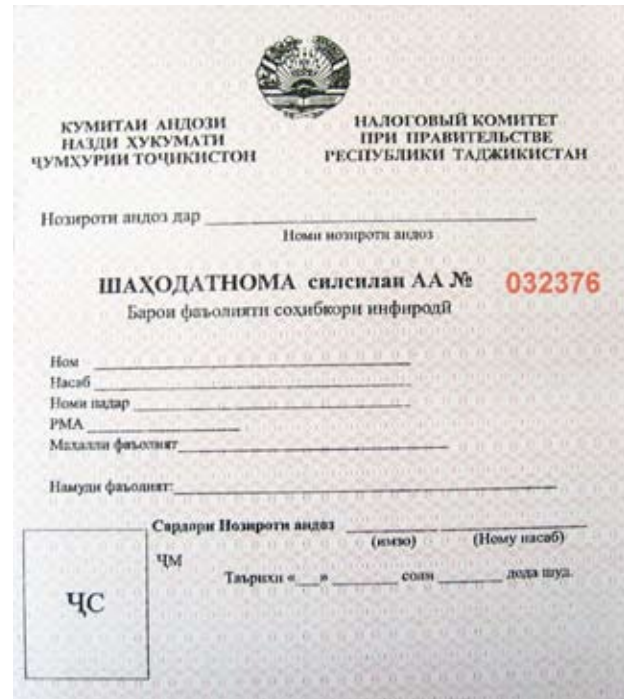 КУМИТАИ АНДОЗИ
НАЗДИ ҲУКУМАТИ
ҶУМҲУРИИ ТОҶИКИСТОН
НАЛОГОВЫЙ КОМИТЕТ
ПРИ ПРАВИТЕЛЬСТВЕ
РЕСПУБЛИКИ ТАДЖИКИСТАН
Нозироти андоз дар
Номи нозироти андоз
ШАҲОДАТНОМА силсилаи АА № 032376
Барои фаъолияти соҳибкори инфиродӣ
Ном
Насаб
Номи падар
РМА
Маҳалли фаъолият
Намуди фаъолият:
Сардори Нозироти андоз
(имзо) (Ному насаб)
ҶМ
Таърихи «___» соли дода шуд.
ҶС